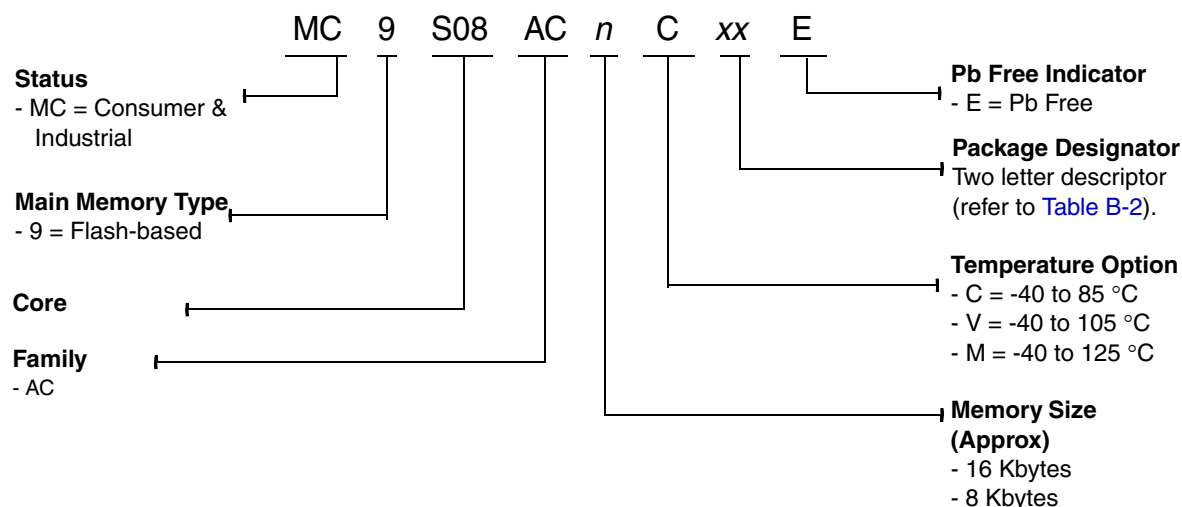 MC 9 S08 AC n C xx E
Status
- MC = Consumer &
Industrial
Main Memory Type
- 9 = Flash-based
Core
Family
- AC
Pb Free Indicator
- E = Pb Free
Package Designator
Two letter descriptor
(refer to Table B-2).
Temperature Option
- C = -40 to 85 °C
- V = -40 to 105 °C
- M = -40 to 125 °C
Memory Size
(Approx)
- 16 Kbytes
- 8 Kbytes